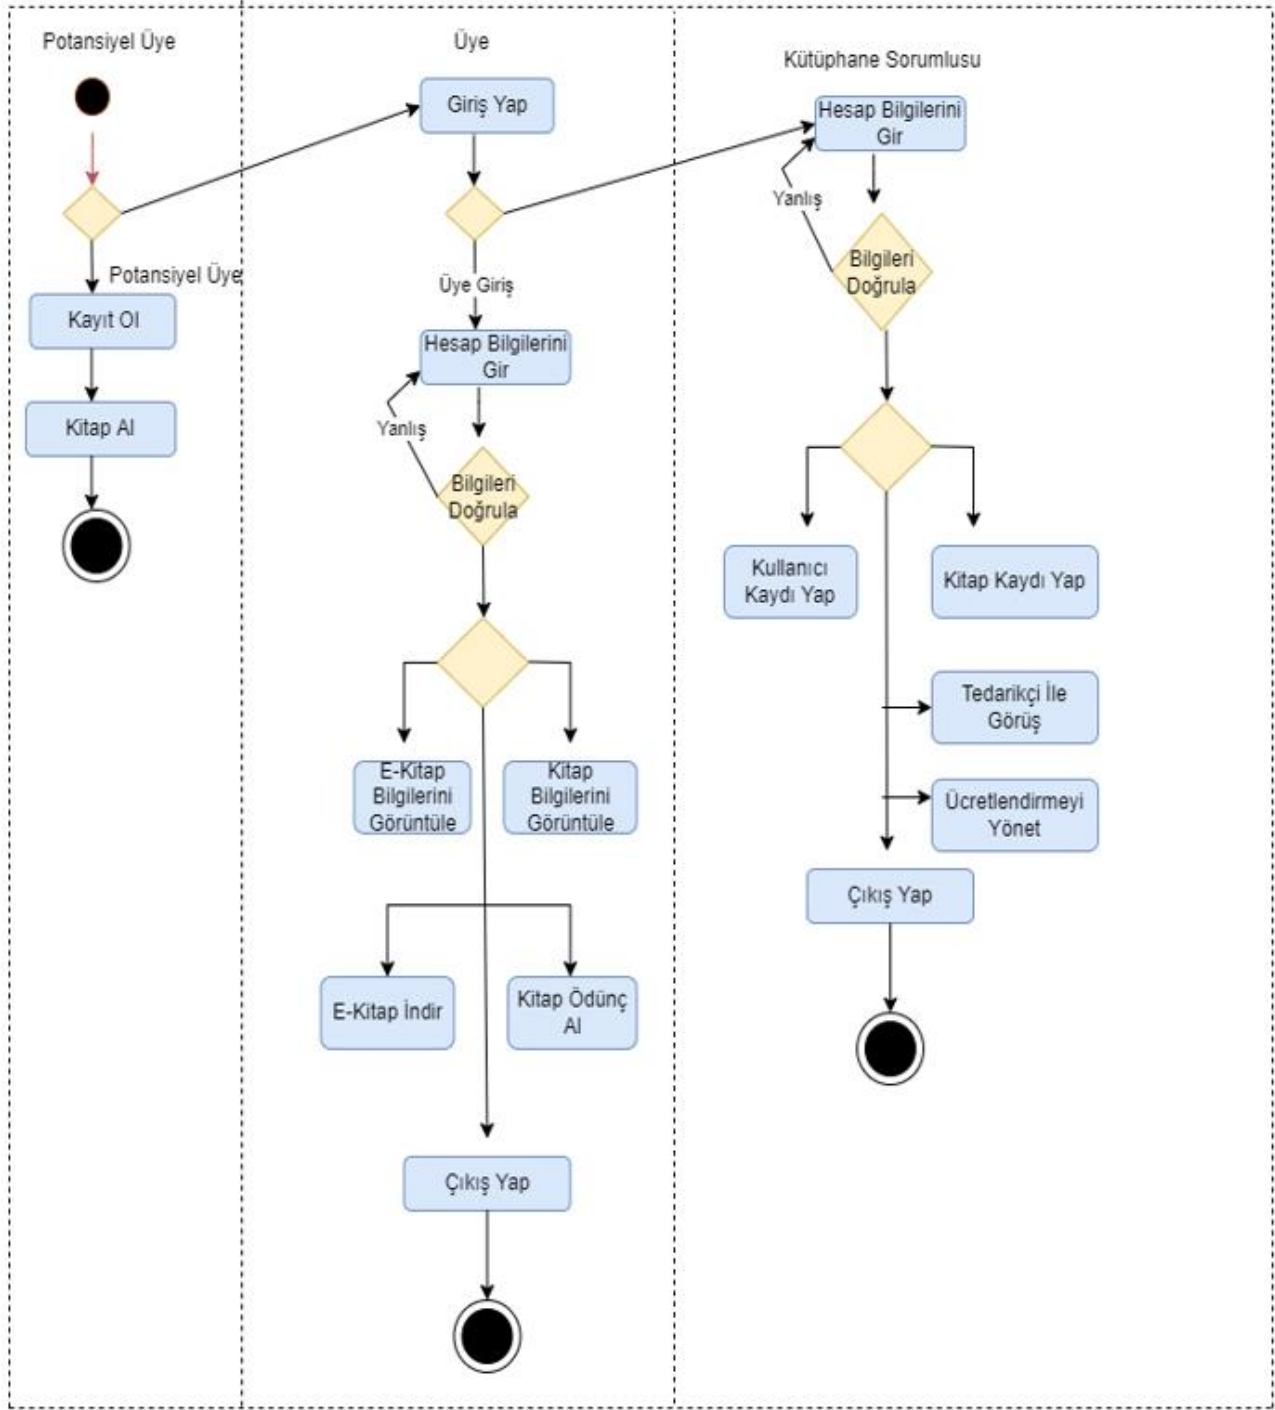 Potansiyel Üye
Potansiyel Üye
Kayıt Ol
Kitap Al
Üye
Giriş Yap
Üye Giriş
Hesap Bilgilerini
Gir
Yanlış
Bilgileri
Doğrula
E-Kitap
Bilgilerini
Görüntüle
Kitap
Bilgilerini
Görüntüle
E-Kitap İndir
Kitap Ödünç
Al
Çıkış Yap
Kütüphane Sorumlusu
Hesap Bilgilerini
Gir
Yanlış
Bilgileri
Doğrula
Kullanıcı
Kaydı Yap
Kitap Kaydı Yap
Tedarikçi İle
Görüş
Ücretlendirmeyi
Yönet
Çıkış Yap